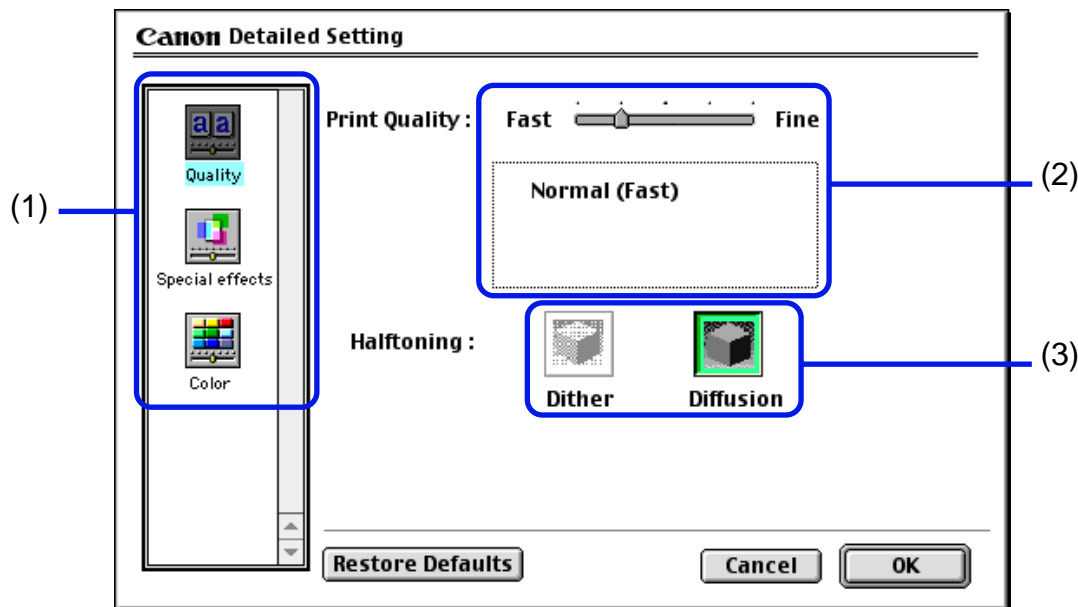 Canon Detailed Setting
aa
Quality
Special effects
Color
(1)
Print Quality : Fast Fine
Normal (Fast)
(2)
Halftoning :
Dither Diffusion
(3)
Restore Defaults Cancel OK